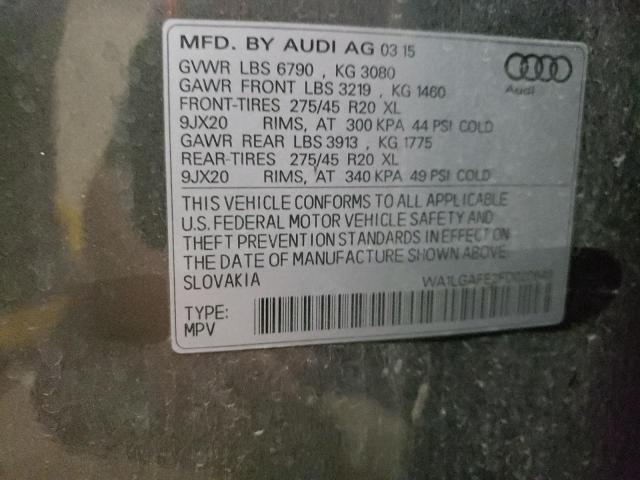 MFD. BY AUDI AG 03 15
GVWR LBS 6790 , KG 3080
GAWR FRONT LBS 3219 , KG 1460
FRONT-TIRES 275/45 R20 XL
9JX20 RIMS, AT 300 KPA 44 PSI COLD
GAWR REAR LBS 3913 , KG 1775
REAR-TIRES 275/45 R20 XL
9JX20 RIMS, AT 340 KPA 49 PSI COLD
Audi
THIS VEHICLE CONFORMS TO ALL APPLICABLE
U.S. FEDERAL MOTOR VEHICLE SAFETY AND
THEFT PREVENTION STANDARDS IN EFFECT ON
THE DATE OF MANUFACTURE SHOWN ABOVE.
SLOVAKIA
TYPE:
MPV